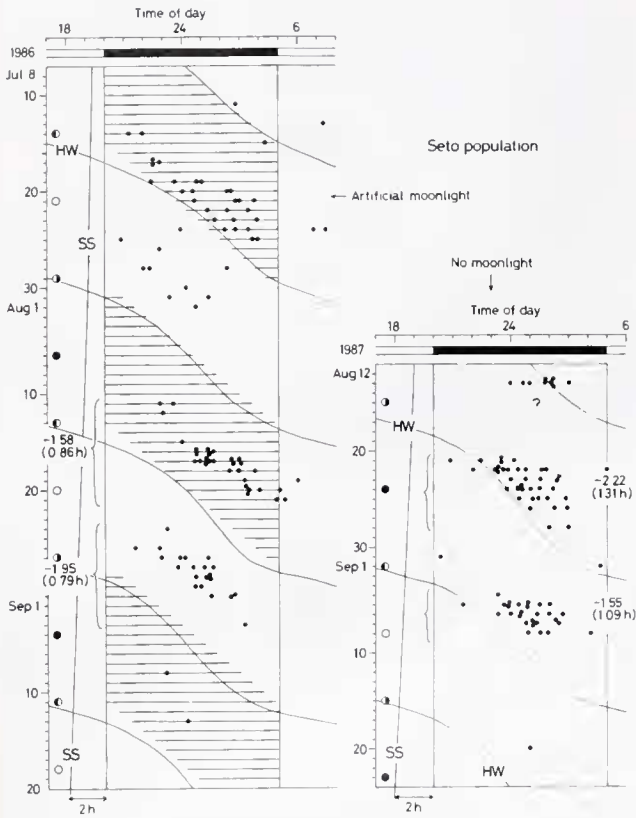 Time of day
18 24 6
1986
Jul 8
10
HW
20
SS
30
Aug 1
10
-1.58
(0.86h)
20
-1.95
(0.79h)
Sep 1
10
SS
20
2h
Seto population
← Artificial moonlight
No moonlight
↓
Time of day
18 24 6
1987
Aug 12
?
HW
20
-2.22
(1.31h)
30
Sep 1
-1.55
(1.09h)
10
SS
HW
20
2h